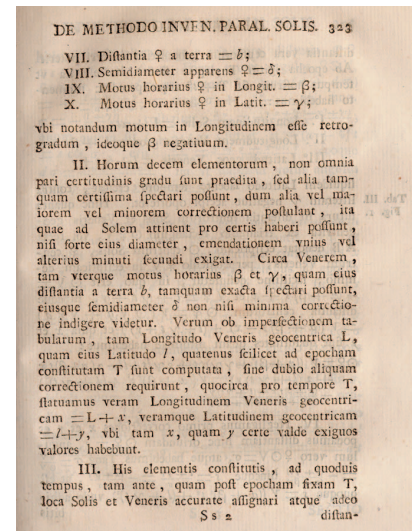 DE METHODO INVEN. PARAL. SOLIS. 323
VII. Diſtantia ♀ a terra = b;
VIII. Semidiameter apparens ♀ = δ;
IX. Motus horarius ♀ in Longit. = β;
X. Motus horarius ♀ in Latit. = γ;
vbi notandum motum in Longitudinem eſſe retro-
gradum, ideoque β negatiuum.
II. Horum decem elementorum, non omnia
pari certitudinis gradu ſunt praedita, ſed alia tam-
quam certiſſima ſpectari poſſunt, dum alia vel ma-
iorem vel minorem correctionem poſtulant, ita
quae ad Solem attinent pro certis haberi poſſunt,
niſi forte eius diameter, emendationem vnius vel
alterius minuti ſecundi exigat. Circa Venerem,
tam vterque motus horarius β et γ, quam eius
diſtantia a terra b, tamquam exacta ſpectari poſſunt,
eiusque ſemidiameter δ non niſi minima correctio-
ne indigere videtur. Verum ob imperfectionem ta-
bularum, tam Longitudo Veneris geocentrica L,
quam eius Latitudo l, quatenus ſcilicet ad epocham
conſtitutam T ſunt computata, ſine dubio aliquam
correctionem requirunt, quocirca pro tempore T,
ſtatuamus veram Longitudinem Veneris geocentri-
cam = L + x, veramque Latitudinem geocentricam
= l + y, vbi tam x, quam y certe valde exiguos
valores habebunt.
III. His elementis conſtitutis, ad quoduis
tempus, tam ante, quam poſt epocham fixam T,
loca Solis et Veneris accurate aſſignari atque adeo
S s 2 diſtan-